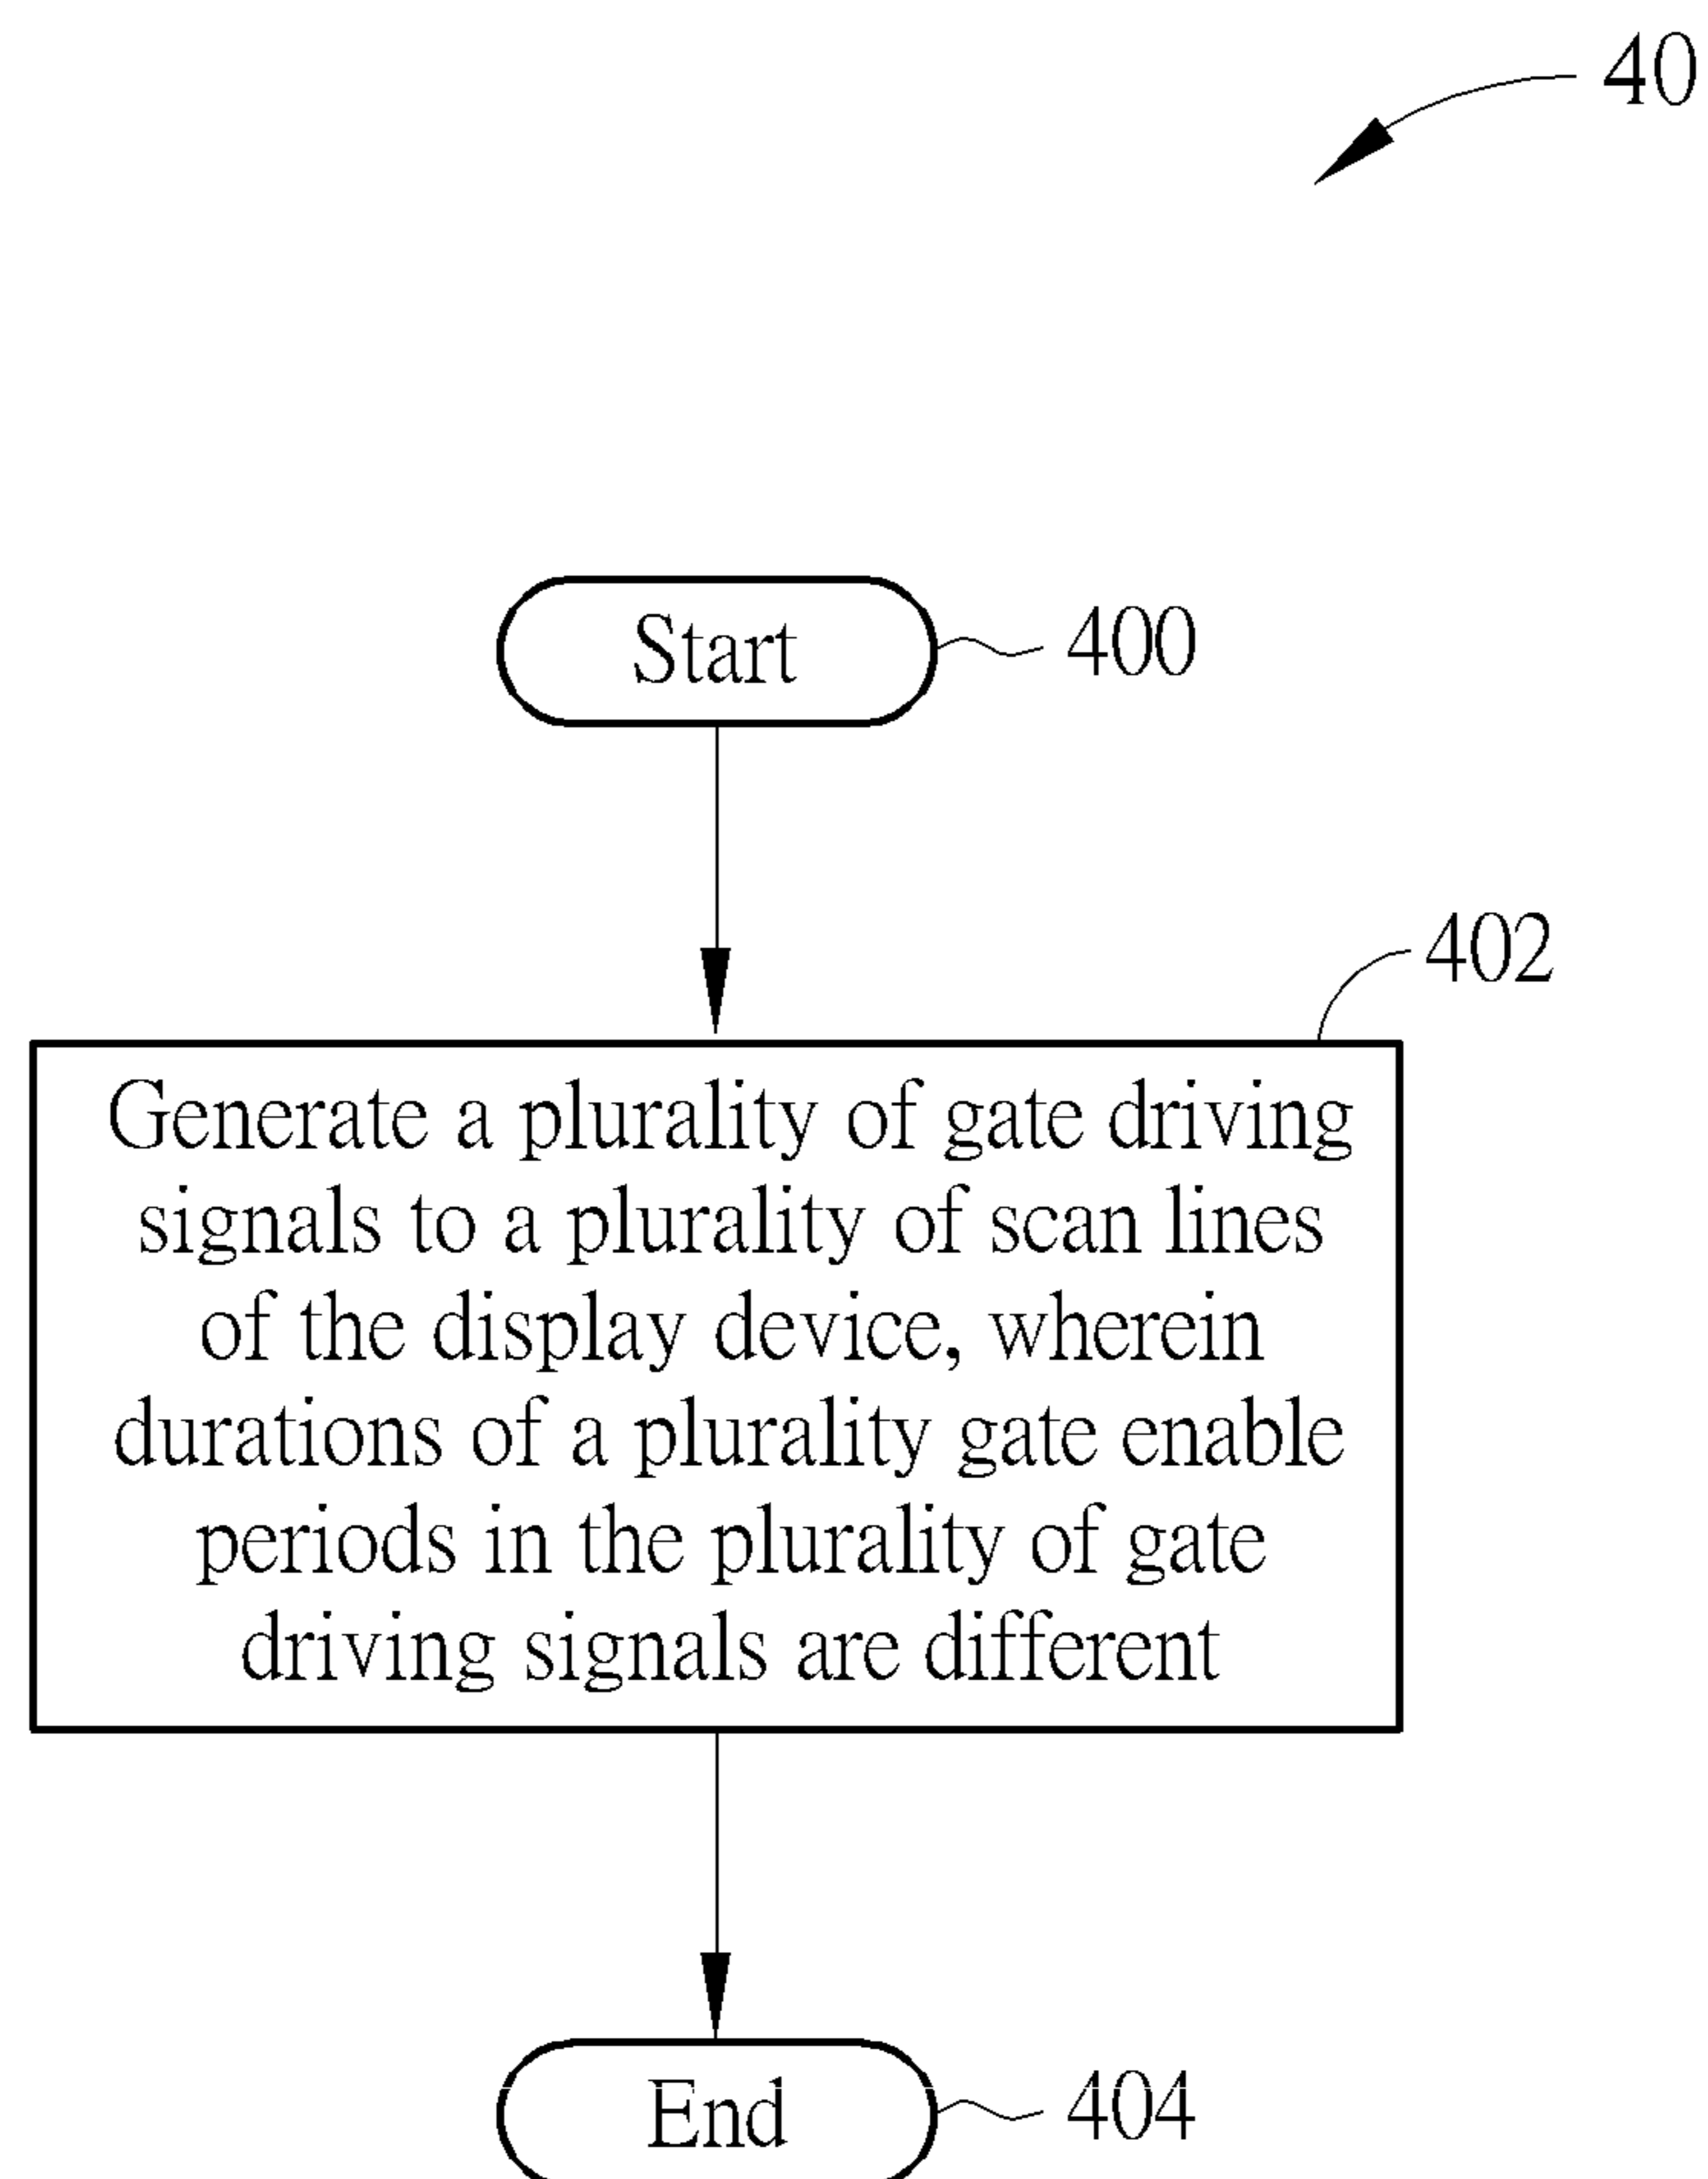 40
Start
400
402
Generate a plurality of gate driving
signals to a plurality of scan lines
of the display device, wherein
durations of a plurality gate enable
periods in the plurality of gate
driving signals are different
End
404